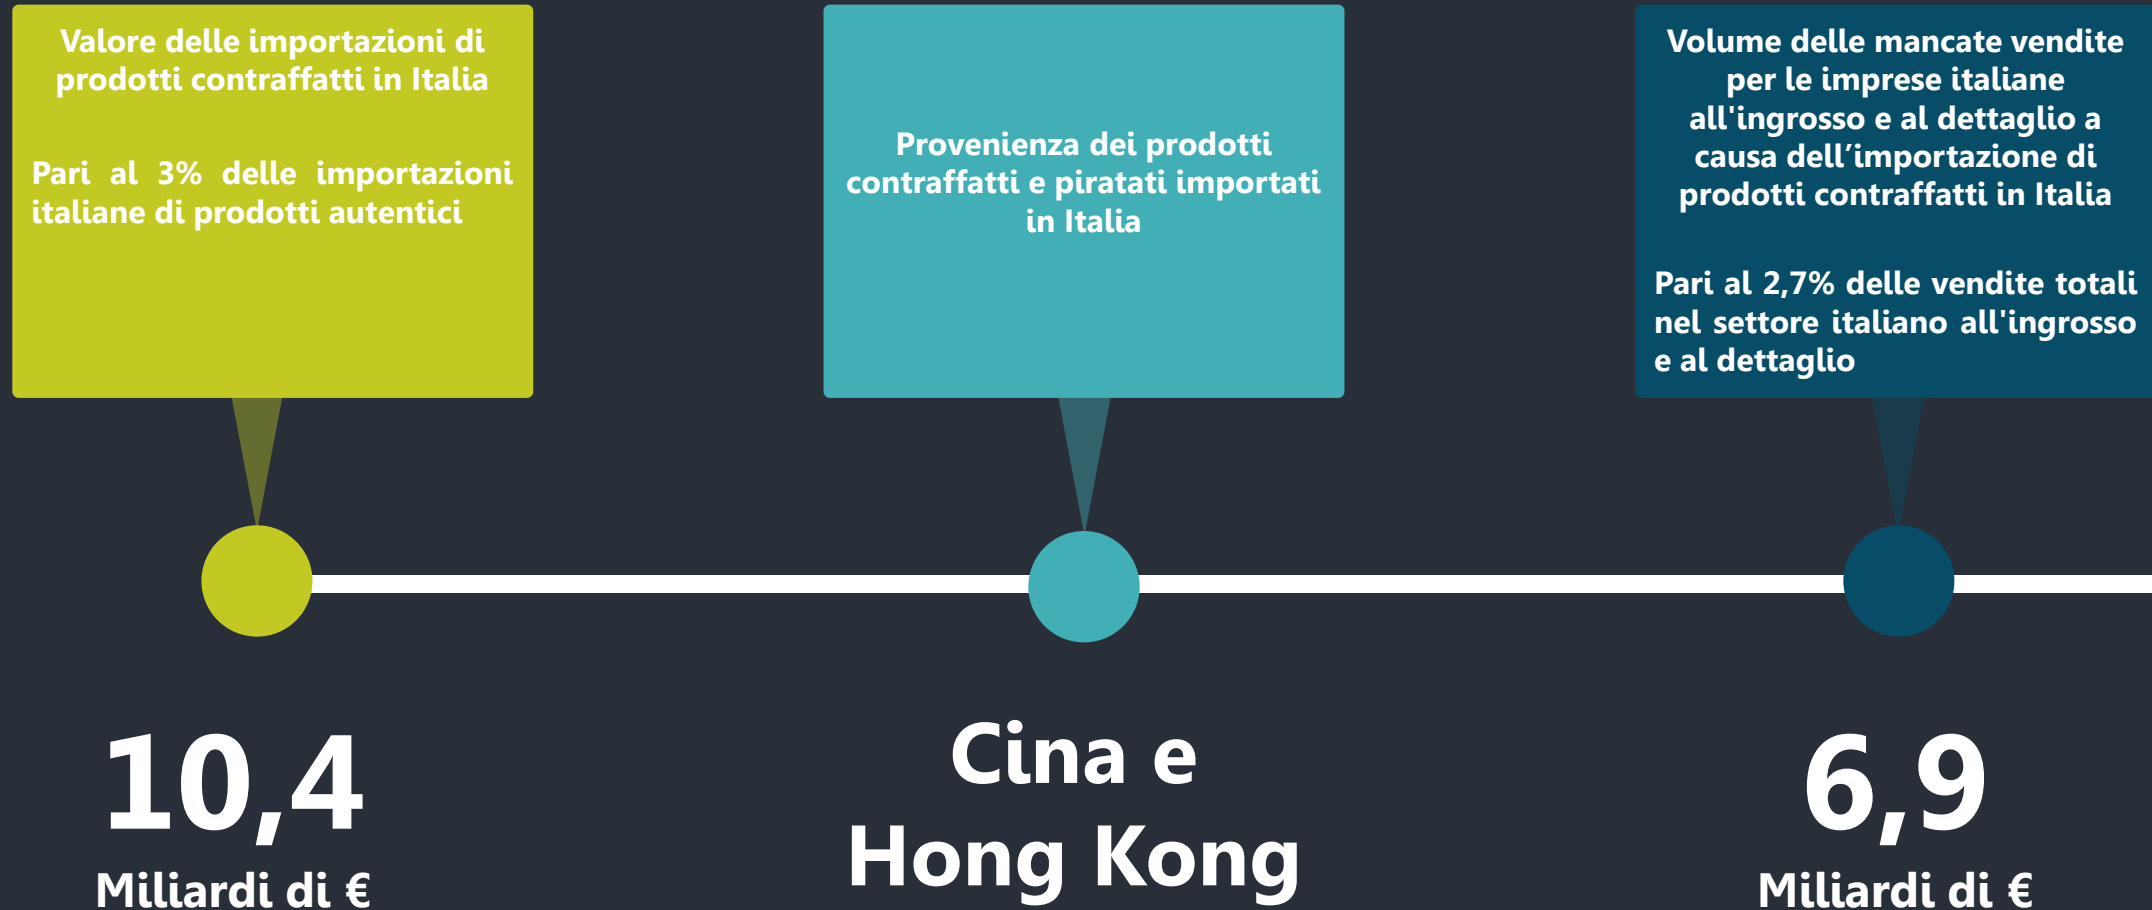 Valore delle importazioni di
prodotti contraffatti in Italia
Pari al 3% delle importazioni
italiane di prodotti autentici
Provenienza dei prodotti
contraffatti e piratati importati
in Italia
Volume delle mancate vendite
per le imprese italiane
all'ingrosso e al dettaglio a
causa dell’importazione di
prodotti contraffatti in Italia
Pari al 2,7% delle vendite totali
nel settore italiano all'ingrosso
e al dettaglio
10,4
Miliardi di €
Cina e
Hong Kong
6,9
Miliardi di €